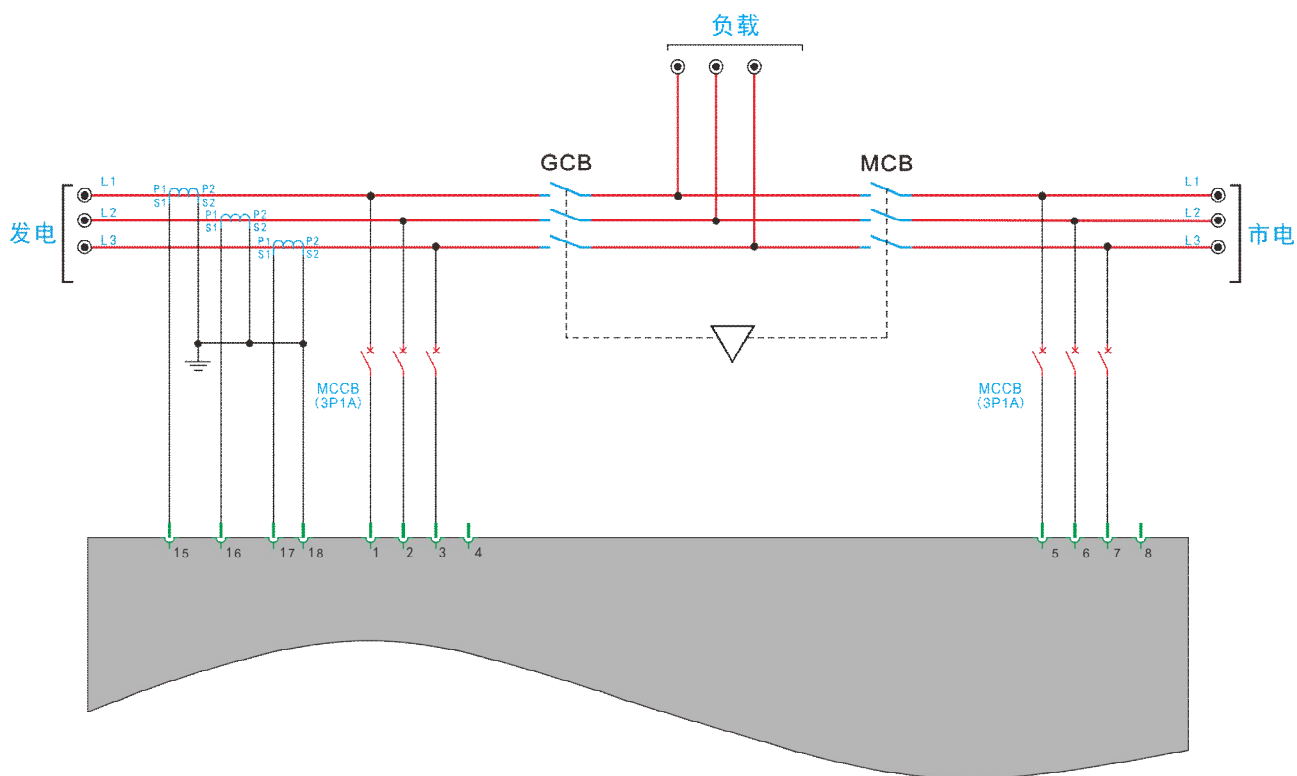 负载
GCB
MCB
L1
P1 P2
S1 S2
L1
发电
L2
P1 P2
S1 S2
L2
市电
L3
P1 P2
S1 S2
L3
MCCB
(3P1A)
MCCB
(3P1A)
15 16 17 18 1 2 3 4 5 6 7 8